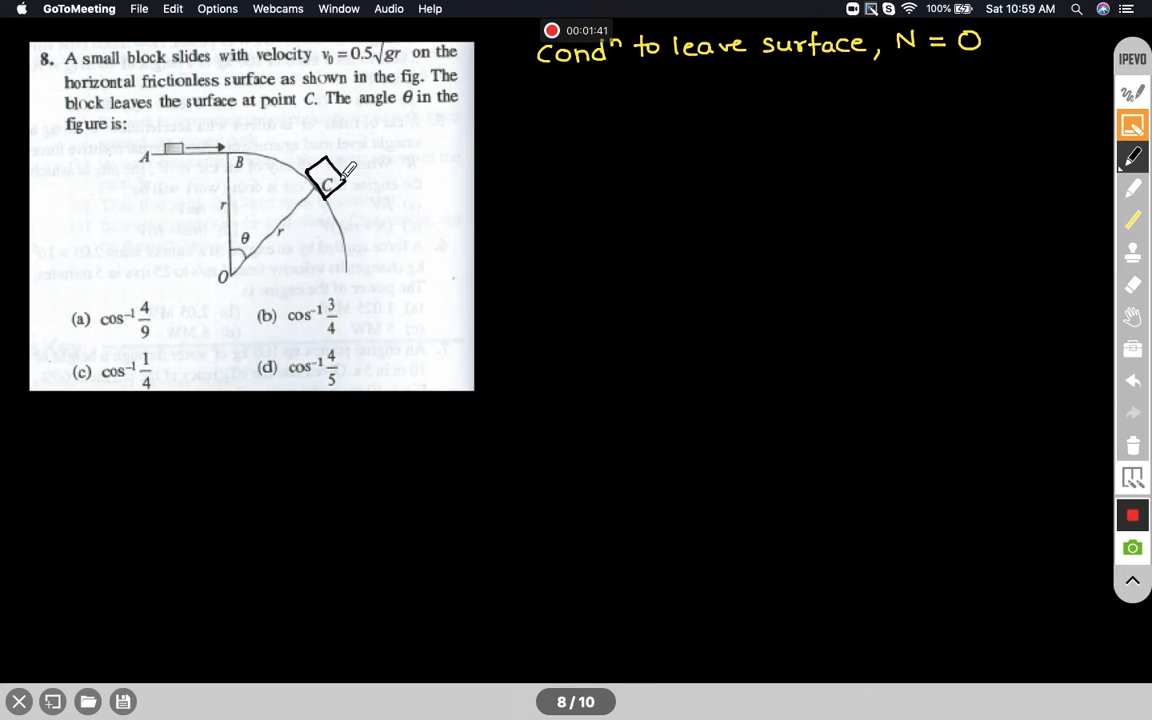 GoToMeeting File Edit Options Webcams Window Audio Help 100% Sat 10:59 AM
00:01:41
IPEVO
Condⁿ to leave surface, N = 0
8. A small block slides with velocity v₀ = 0.5√gr on the
horizontal frictionless surface as shown in the fig. The
block leaves the surface at point C. The angle θ in the
figure is:
A B C
r
θ r
O
(a) cos⁻¹ 4/9 (b) cos⁻¹ 3/4
(c) cos⁻¹ 1/4 (d) cos⁻¹ 4/5
8 / 10